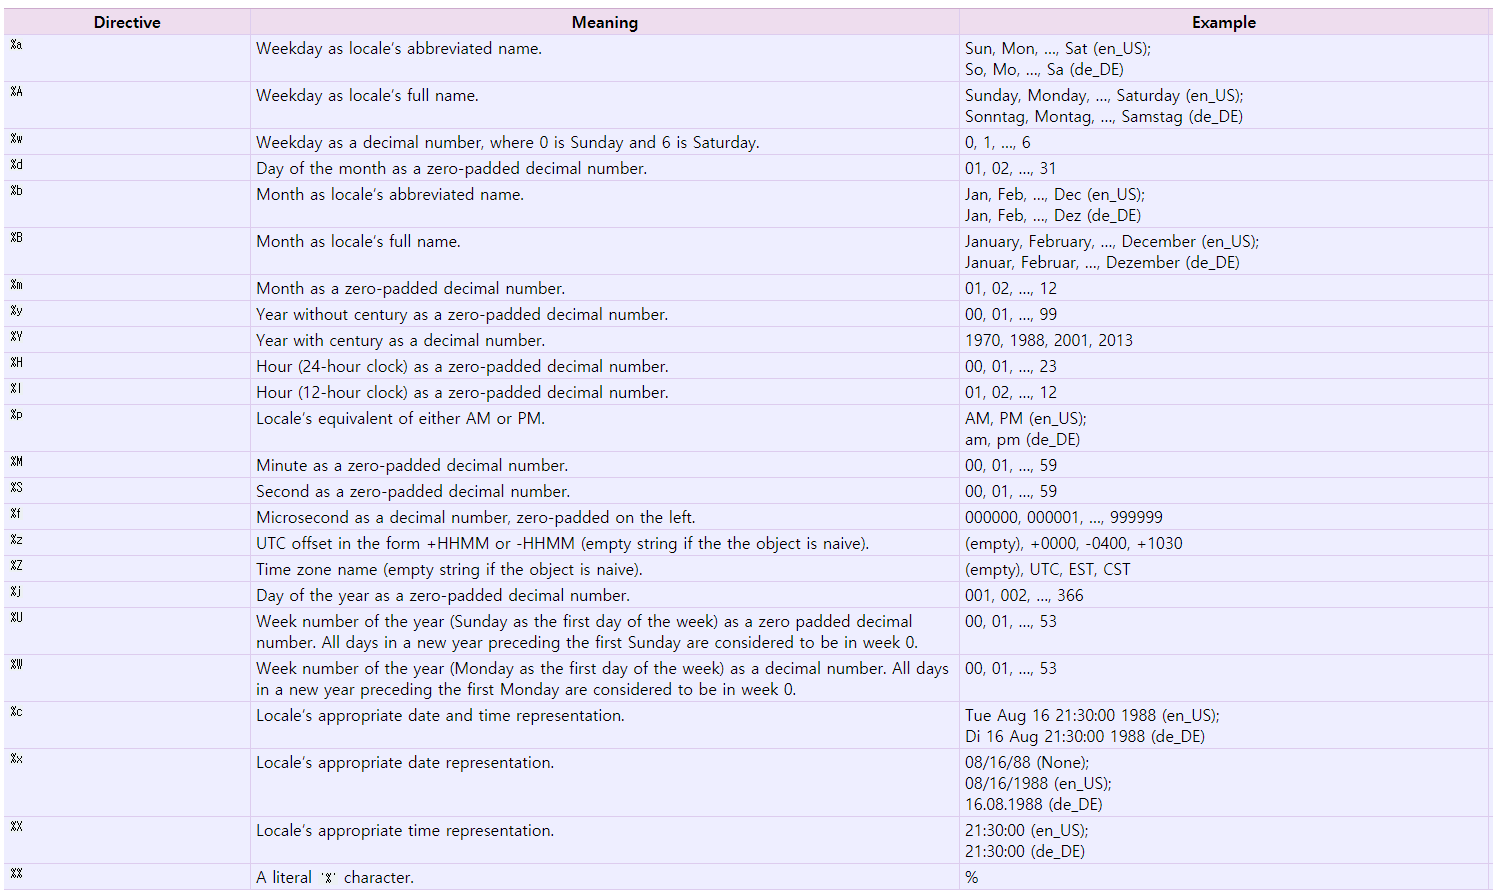 Directive Meaning Example
%a Weekday as locale's abbreviated name. Sun, Mon, ..., Sat (en_US);
So, Mo, ..., Sa (de_DE)
%A Weekday as locale's full name. Sunday, Monday, ..., Saturday (en_US);
Sonntag, Montag, ..., Samstag (de_DE)
%w Weekday as a decimal number, where 0 is Sunday and 6 is Saturday. 0, 1, ..., 6
%d Day of the month as a zero-padded decimal number. 01, 02, ..., 31
%b Month as locale's abbreviated name. Jan, Feb, ..., Dec (en_US);
Jan, Feb, ..., Dez (de_DE)
%B Month as locale's full name. January, February, ..., December (en_US);
Januar, Februar, ..., Dezember (de_DE)
%m Month as a zero-padded decimal number. 01, 02, ..., 12
%y Year without century as a zero-padded decimal number. 00, 01, ..., 99
%Y Year with century as a decimal number. 1970, 1988, 2001, 2013
%H Hour (24-hour clock) as a zero-padded decimal number. 00, 01, ..., 23
%I Hour (12-hour clock) as a zero-padded decimal number. 01, 02, ..., 12
%p Locale's equivalent of either AM or PM. AM, PM (en_US);
am, pm (de_DE)
%M Minute as a zero-padded decimal number. 00, 01, ..., 59
%S Second as a zero-padded decimal number. 00, 01, ..., 59
%f Microsecond as a decimal number, zero-padded on the left. 000000, 000001, ..., 999999
%z UTC offset in the form +HHMM or -HHMM (empty string if the the object is naive). (empty), +0000, -0400, +1030
%Z Time zone name (empty string if the object is naive). (empty), UTC, EST, CST
%j Day of the year as a zero-padded decimal number. 001, 002, ..., 366
%U Week number of the year (Sunday as the first day of the week) as a zero padded decimal 00, 01, ..., 53
number. All days in a new year preceding the first Sunday are considered to be in week 0.
%W Week number of the year (Monday as the first day of the week) as a decimal number. All days 00, 01, ..., 53
in a new year preceding the first Monday are considered to be in week 0.
%c Locale's appropriate date and time representation. Tue Aug 16 21:30:00 1988 (en_US);
Di 16 Aug 21:30:00 1988 (de_DE)
%x Locale's appropriate date representation. 08/16/88 (None);
08/16/1988 (en_US);
16.08.1988 (de_DE)
%X Locale's appropriate time representation. 21:30:00 (en_US);
21:30:00 (de_DE)
%% A literal '%' character. %